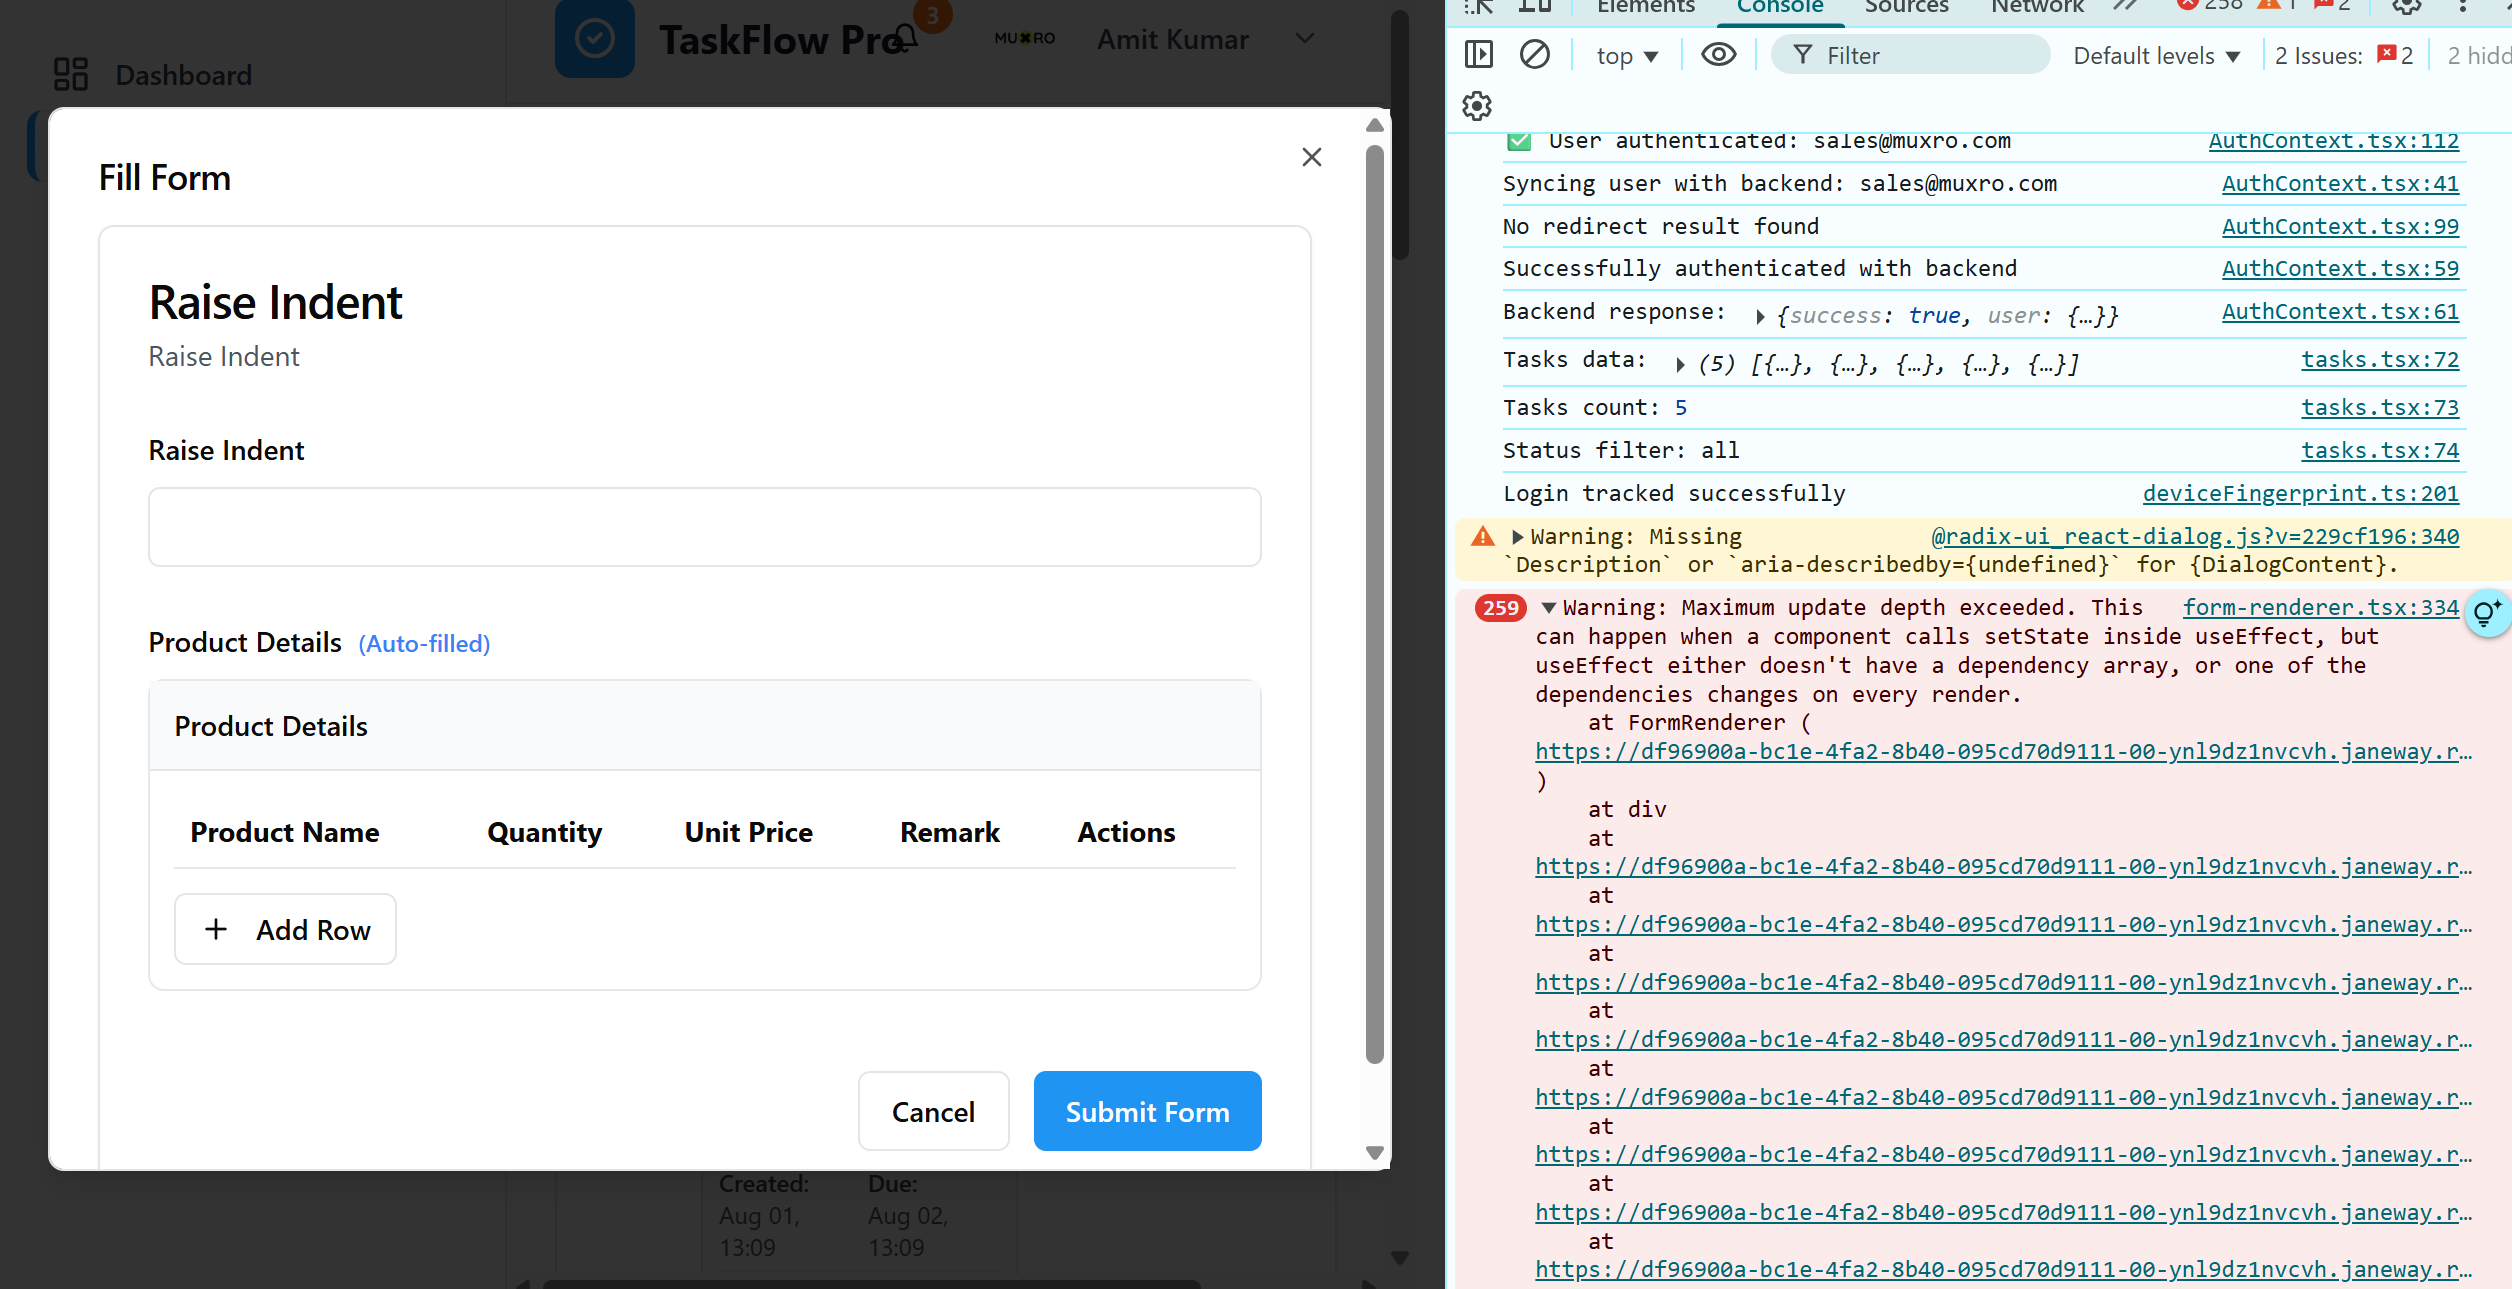 Dashboard
TaskFlow Pro
3
MUXRO
Amit Kumar
Fill Form
Raise Indent
Raise Indent
Raise Indent
Product Details (Auto-filled)
Product Details
Product Name Quantity Unit Price Remark Actions
+ Add Row
Cancel
Submit Form
Created: Due:
Aug 01, Aug 02,
13:09 13:09
Elements Console Sources Network 258 1 2
top Filter Default levels 2 Issues: 2 2 hidd
✅ User authenticated: sales@muxro.com AuthContext.tsx:112
Syncing user with backend: sales@muxro.com AuthContext.tsx:41
No redirect result found AuthContext.tsx:99
Successfully authenticated with backend AuthContext.tsx:59
Backend response: ▶ {success: true, user: {…}} AuthContext.tsx:61
Tasks data: ▶ (5) [{…}, {…}, {…}, {…}, {…}] tasks.tsx:72
Tasks count: 5 tasks.tsx:73
Status filter: all tasks.tsx:74
Login tracked successfully deviceFingerprint.ts:201
▶ Warning: Missing @radix-ui_react-dialog.js?v=229cf196:340
`Description` or `aria-describedby={undefined}` for {DialogContent}.
259 ▼ Warning: Maximum update depth exceeded. This form-renderer.tsx:334
can happen when a component calls setState inside useEffect, but
useEffect either doesn't have a dependency array, or one of the
dependencies changes on every render.
at FormRenderer (
https://df96900a-bc1e-4fa2-8b40-095cd70d9111-00-ynl9dz1nvcvh.janeway.r…
)
at div
at
https://df96900a-bc1e-4fa2-8b40-095cd70d9111-00-ynl9dz1nvcvh.janeway.r…
at
https://df96900a-bc1e-4fa2-8b40-095cd70d9111-00-ynl9dz1nvcvh.janeway.r…
at
https://df96900a-bc1e-4fa2-8b40-095cd70d9111-00-ynl9dz1nvcvh.janeway.r…
at
https://df96900a-bc1e-4fa2-8b40-095cd70d9111-00-ynl9dz1nvcvh.janeway.r…
at
https://df96900a-bc1e-4fa2-8b40-095cd70d9111-00-ynl9dz1nvcvh.janeway.r…
at
https://df96900a-bc1e-4fa2-8b40-095cd70d9111-00-ynl9dz1nvcvh.janeway.r…
at
https://df96900a-bc1e-4fa2-8b40-095cd70d9111-00-ynl9dz1nvcvh.janeway.r…
at
https://df96900a-bc1e-4fa2-8b40-095cd70d9111-00-ynl9dz1nvcvh.janeway.r…